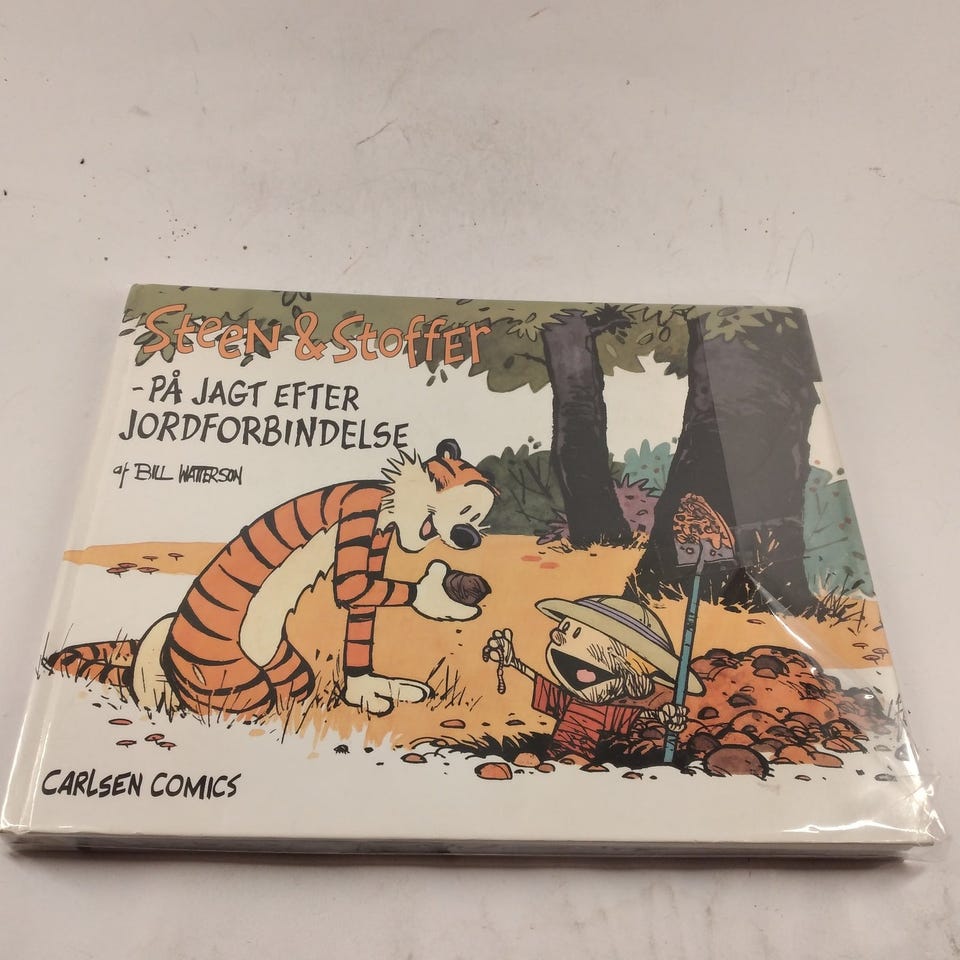 Steen & Stoffer
- PÅ JAGT EFTER
JORDFORBINDELSE
af BILL WATTERSON
CARLSEN COMICS